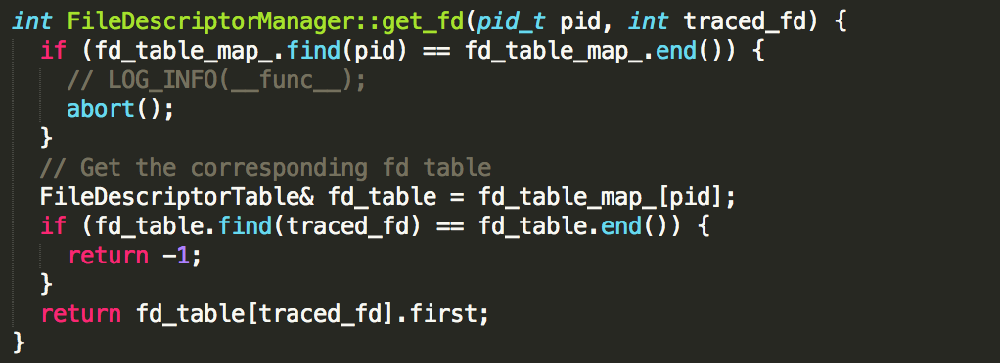 int FileDescriptorManager::get_fd(pid_t pid, int traced_fd) {
  if (fd_table_map_.find(pid) == fd_table_map_.end()) {
    // LOG_INFO(__func__);
    abort();
  }
  // Get the corresponding fd table
  FileDescriptorTable& fd_table = fd_table_map_[pid];
  if (fd_table.find(traced_fd) == fd_table.end()) {
    return -1;
  }
  return fd_table[traced_fd].first;
}